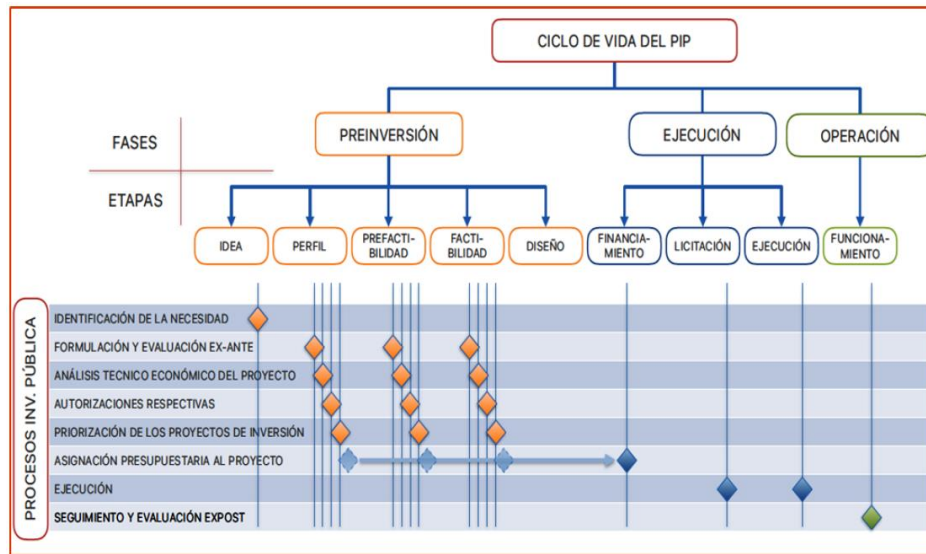 CICLO DE VIDA DEL PIP
FASES
PREINVERSIÓN
EJECUCIÓN
OPERACIÓN
ETAPAS
IDEA
PERFIL
PREFACTI-
BILIDAD
FACTI-
BILIDAD
DISEÑO
FINANCIA-
MIENTO
LICITACIÓN
EJECUCIÓN
FUNCIONA-
MIENTO
PROCESOS INV. PÚBLICA
IDENTIFICACIÓN DE LA NECESIDAD
FORMULACIÓN Y EVALUACIÓN EX-ANTE
ANÁLISIS TECNICO ECONÓMICO DEL PROYECTO
AUTORIZACIONES RESPECTIVAS
PRIORIZACIÓN DE LOS PROYECTOS DE INVERSIÓN
ASIGNACIÓN PRESUPUESTARIA AL PROYECTO
EJECUCIÓN
SEGUIMIENTO Y EVALUACIÓN EXPOST